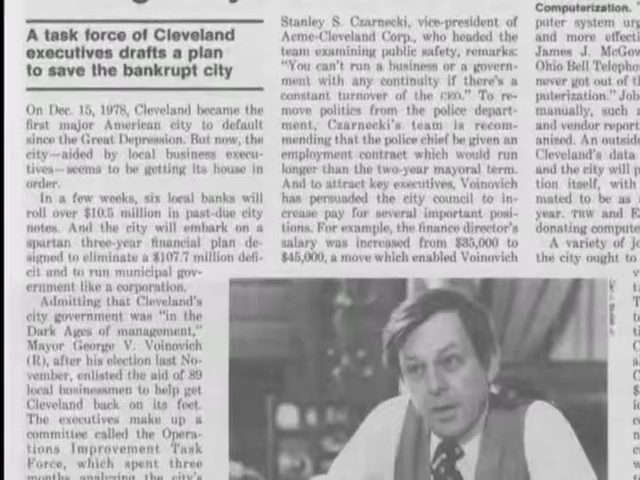 A task force of Cleveland
executives drafts a plan
to save the bankrupt city
On Dec. 15, 1978, Cleveland became the
first major American city to default
since the Great Depression. But now, the
city—aided by local business execu-
tives—seems to be getting its house in
order.
In a few weeks, six local banks will
roll over $10.5 million in past-due city
notes. And the city will embark on a
spartan three-year financial plan de-
signed to eliminate a $107.7 million defi-
cit and to run municipal gov-
ernment like a corporation.
Admitting that Cleveland's
city government was "in the
Dark Ages of management,"
Mayor George V. Voinovich
(R), after his election last No-
vember, enlisted the aid of 89
local businessmen to help get
Cleveland back on its feet.
The executives make up a
committee called the Opera-
tions Improvement Task
Force, which spent three
months analyzing the city's
Stanley S. Czarnecki, vice-president of
Acme-Cleveland Corp., who headed the
team examining public safety, remarks:
"You can't run a business or a govern-
ment with any continuity if there's a
constant turnover of the CEO." To re-
move politics from the police depart-
ment, Czarnecki's team is recom-
mending that the police chief be given an
employment contract which would run
longer than the two-year mayoral term.
And to attract key executives, Voinovich
has persuaded the city council to in-
crease pay for several important posi-
tions. For example, the finance director's
salary was increased from $35,000 to
$45,000, a move which enabled Voinovich
Computerization.
puter system urg
and more effecti
James J. McGo
Ohio Bell Telepho
never got out of th
puterization." Job
manually, such a
and vendor report
anized. An outside
Cleveland's data
and the city will p
tion itself, with
mated to be as
year. TRW and
donating compute
A variety of jo
the city ought to